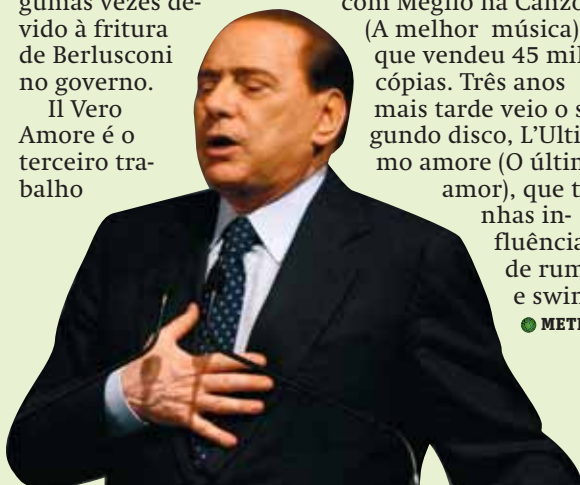 gumas vezes de-
vido à fritura
de Berlusconi
no governo.
Il Vero
Amore é o
terceiro tra-
balho
com Meglio na Canzo
(A melhor música)
que vendeu 45 mil
cópias. Três anos
mais tarde veio o s
gundo disco, L’Ulti
mo amore (O últim
amor), que t
nhas in-
fluência
de rum
e swin
METR